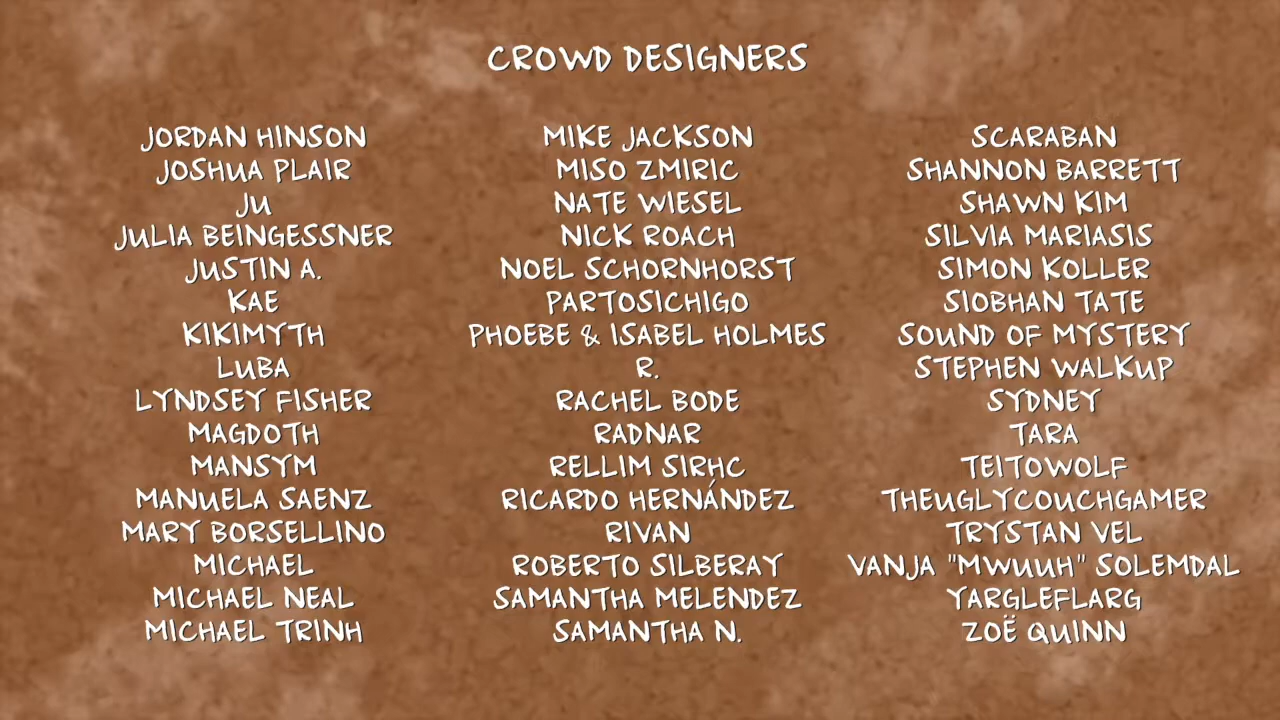 CROWD DESIGNERS
JORDAN HINSON
JOSHUA PLAIR
JU
JULIA BEINGESSNER
JUSTIN A.
KAE
KIKIMYTH
LUBA
LYNDSEY FISHER
MAGDOTH
MANSYM
MANUELA SAENZ
MARY BORSELLINO
MICHAEL
MICHAEL NEAL
MICHAEL TRINH
MIKE JACKSON
MISO ZMIRIC
NATE WIESEL
NICK ROACH
NOEL SCHORNHORST
PARTOSICHIGO
PHOEBE & ISABEL HOLMES
R.
RACHEL BODE
RADNAR
RELLIM SIRHC
RICARDO HERNÁNDEZ
RIVAN
ROBERTO SILBERAY
SAMANTHA MELENDEZ
SAMANTHA N.
SCARABAN
SHANNON BARRETT
SHAWN KIM
SILVIA MARIASIS
SIMON KOLLER
SIOBHAN TATE
SOUND OF MYSTERY
STEPHEN WALKUP
SYDNEY
TARA
TEITOWOLF
THEUGLYCOUCHGAMER
TRYSTAN VEL
VANJA "MWUUH" SOLEMDAL
YARGLEFLARG
ZOË QUINN